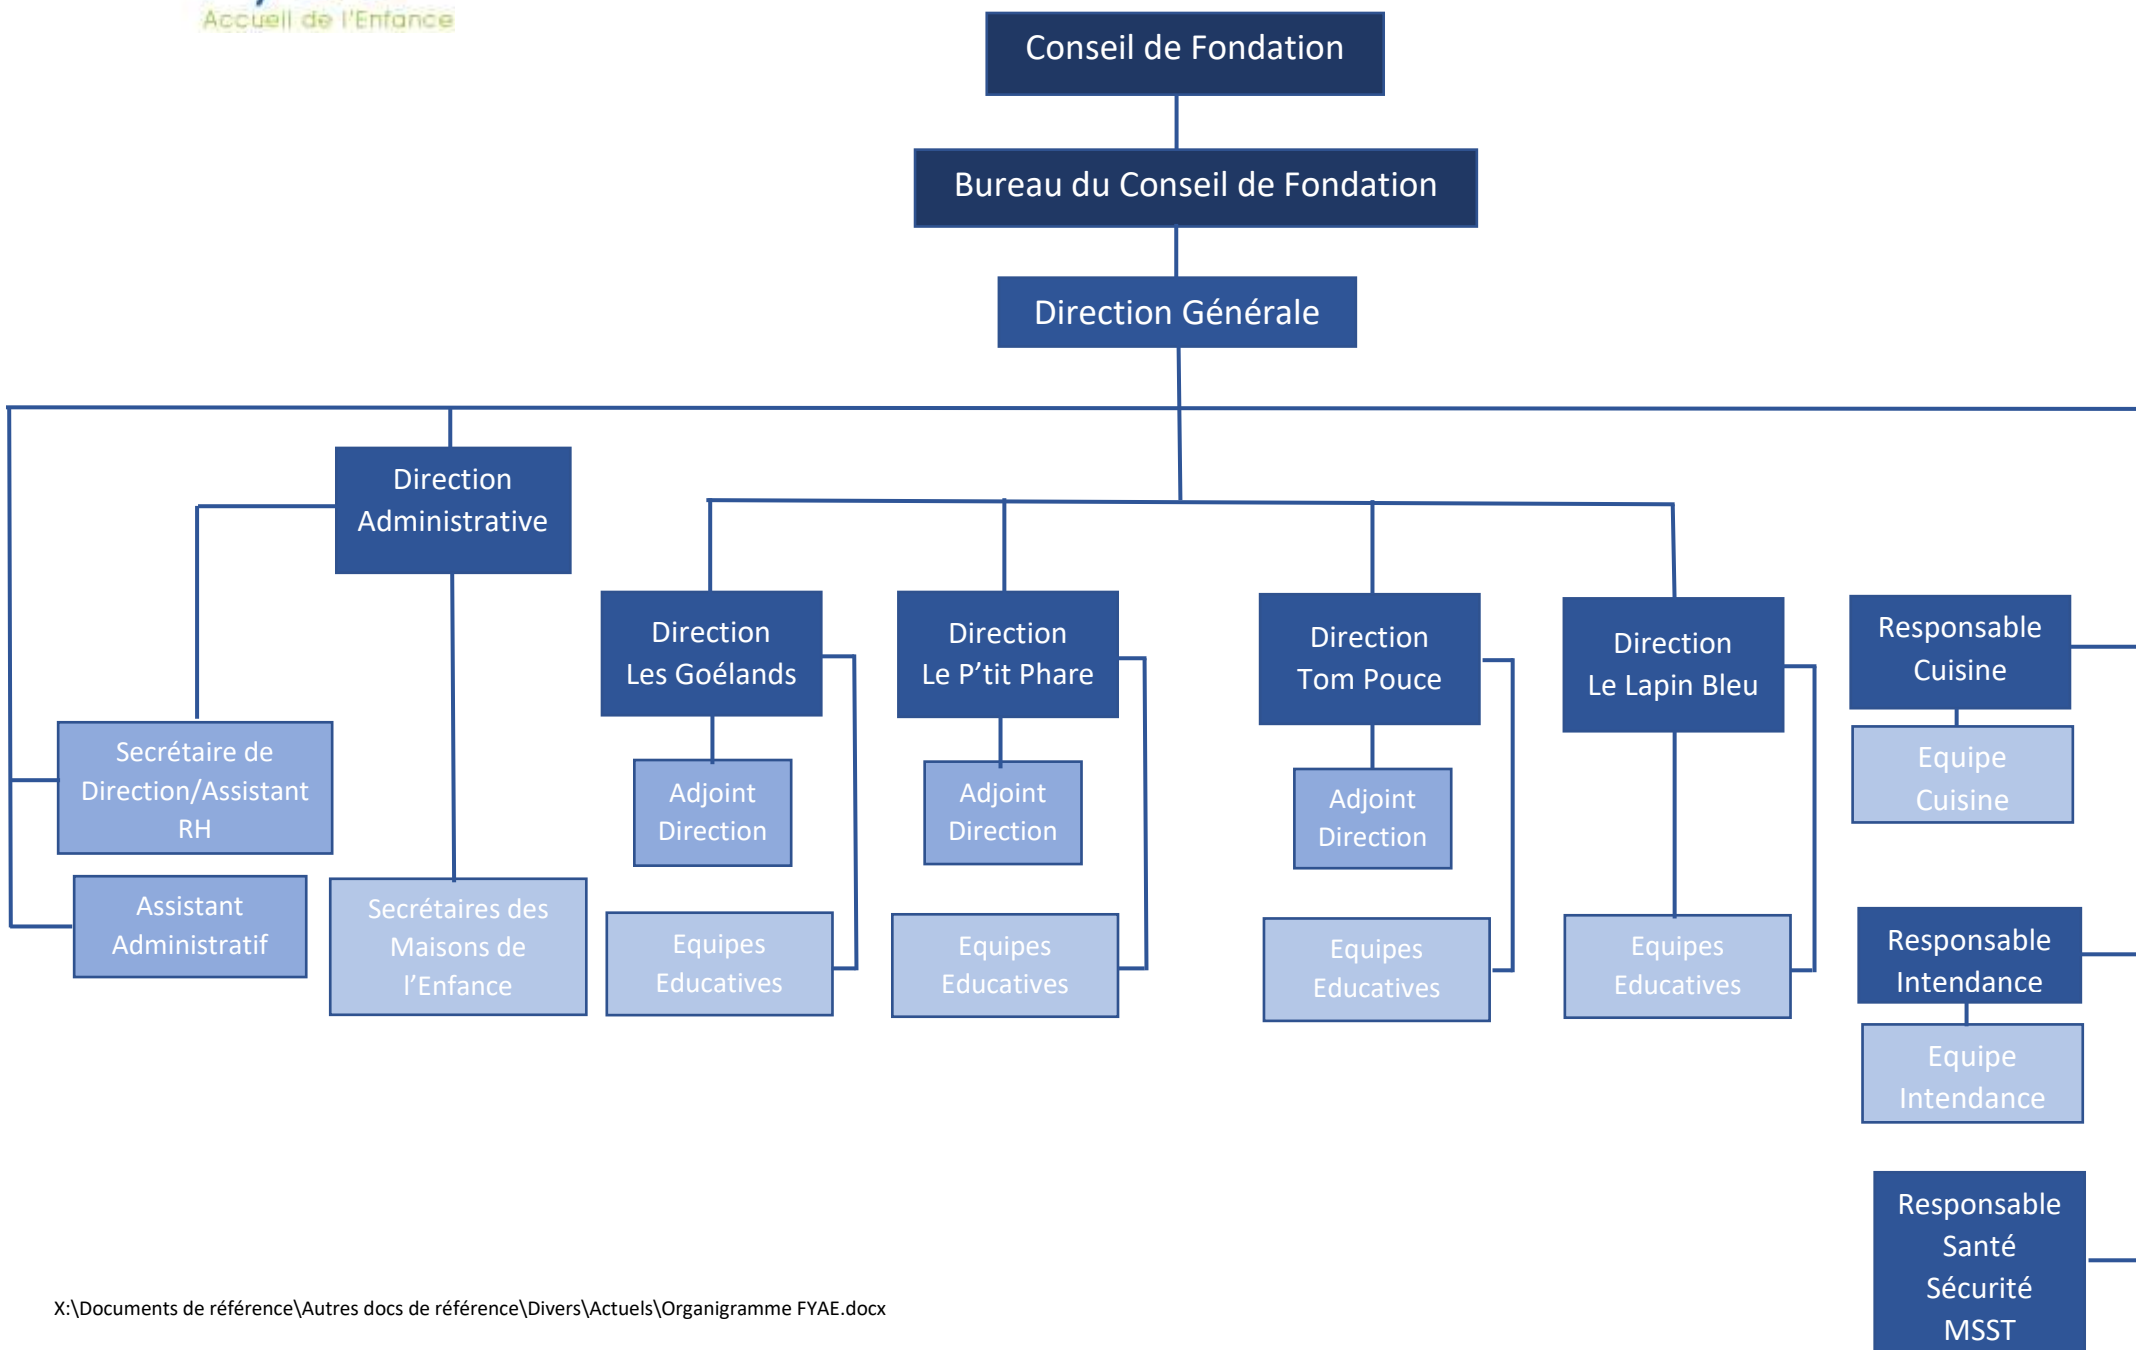 Accueil de l'Enfance
Conseil de Fondation
Bureau du Conseil de Fondation
Direction Générale
Direction
Administrative
Direction
Les Goélands
Direction
Le P'tit Phare
Direction
Tom Pouce
Direction
Le Lapin Bleu
Responsable
Cuisine
Secrétaire de
Direction/Assistant
RH
Adjoint
Direction
Adjoint
Direction
Adjoint
Direction
Equipe
Cuisine
Assistant
Administratif
Secrétaires des
Maisons de
l'Enfance
Equipes
Educatives
Equipes
Educatives
Equipes
Educatives
Equipes
Educatives
Responsable
Intendance
Equipe
Intendance
Responsable
Santé
Sécurité
MSST
X:\Documents de référence\Autres docs de référence\Divers\Actuels\Organigramme FYAE.docx